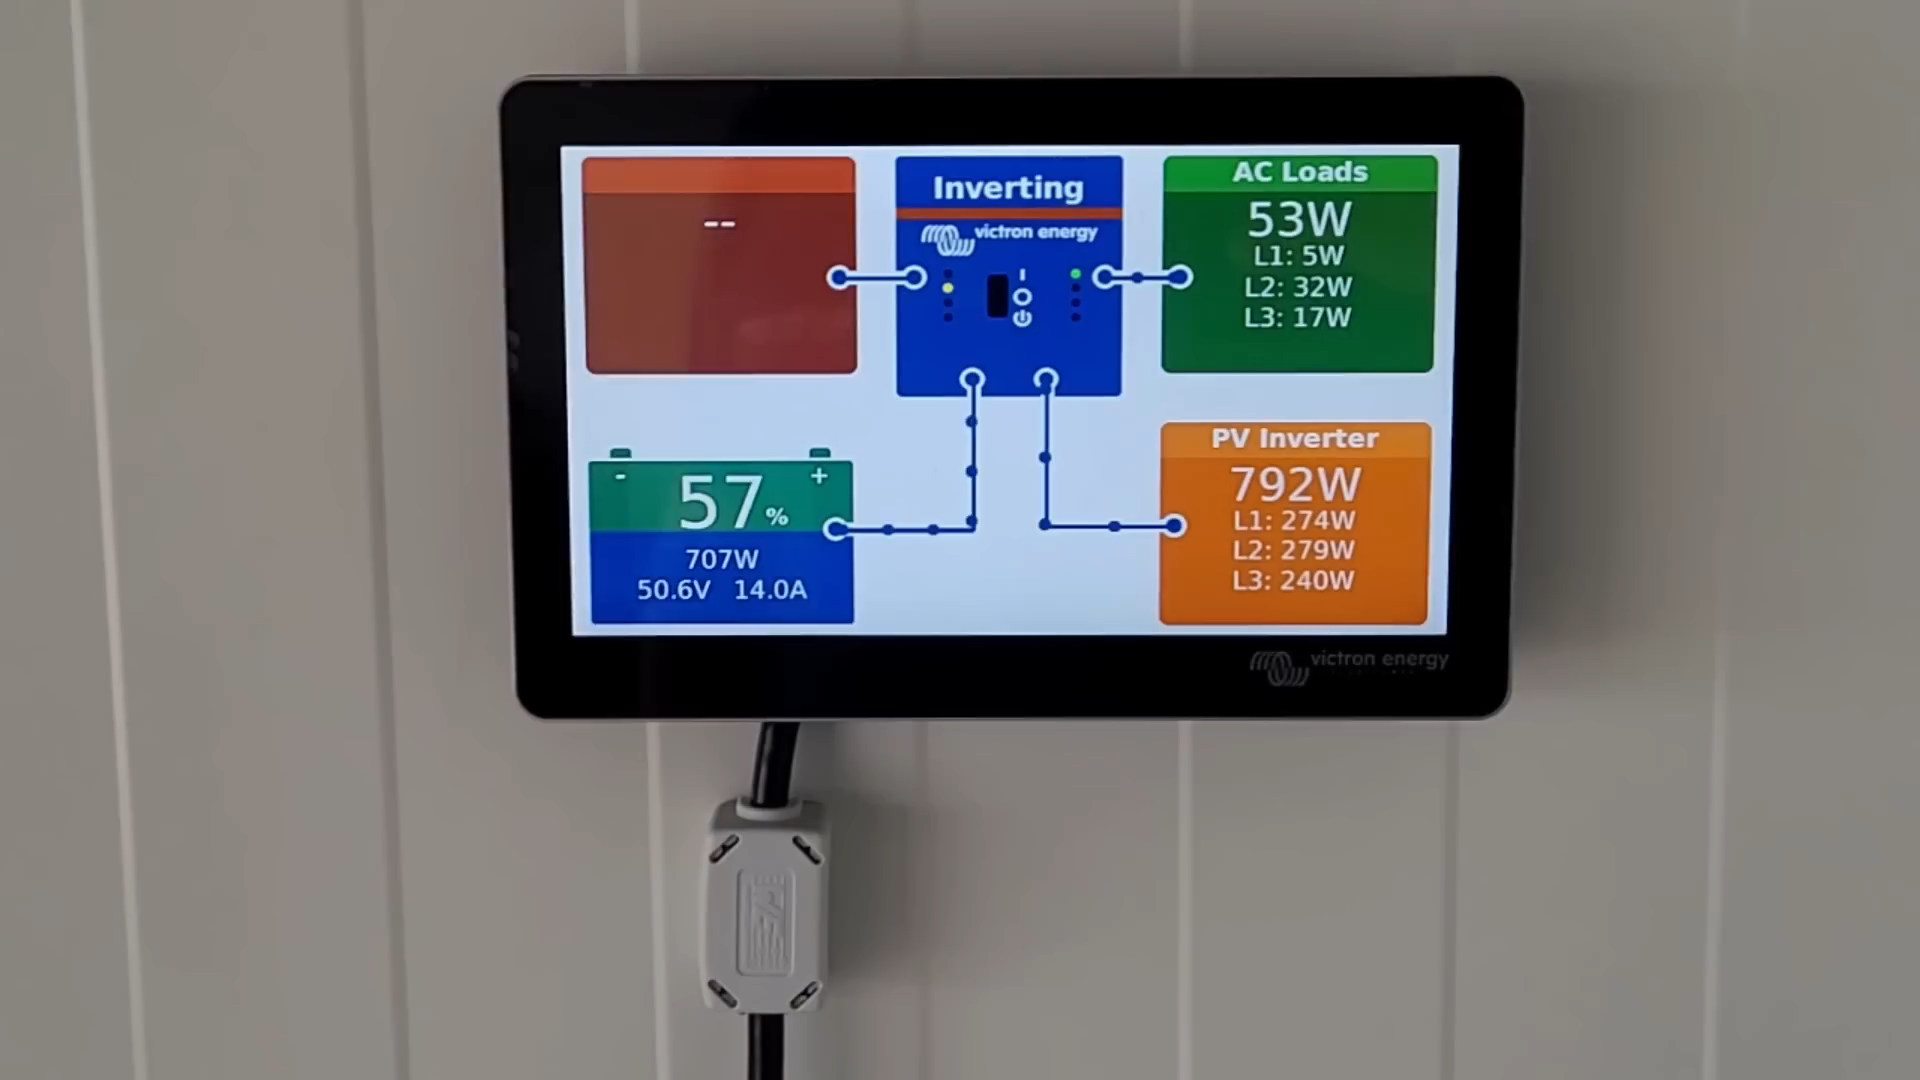 --
Inverting
victron energy
AC Loads
53W
L1: 5W
L2: 32W
L3: 17W
- 57% +
707W
50.6V 14.0A
PV Inverter
792W
L1: 274W
L2: 279W
L3: 240W
victron energy